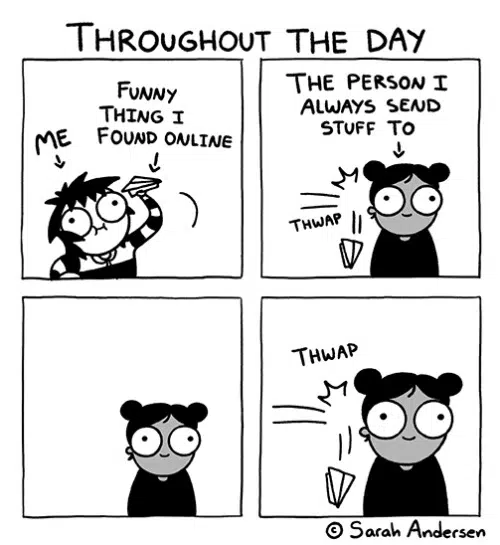 THROUGHOUT THE DAY
ME
FUNNY
THING I
FOUND ONLINE
THE PERSON I
ALWAYS SEND
STUFF TO
THWAP
THWAP
© Sarah Andersen